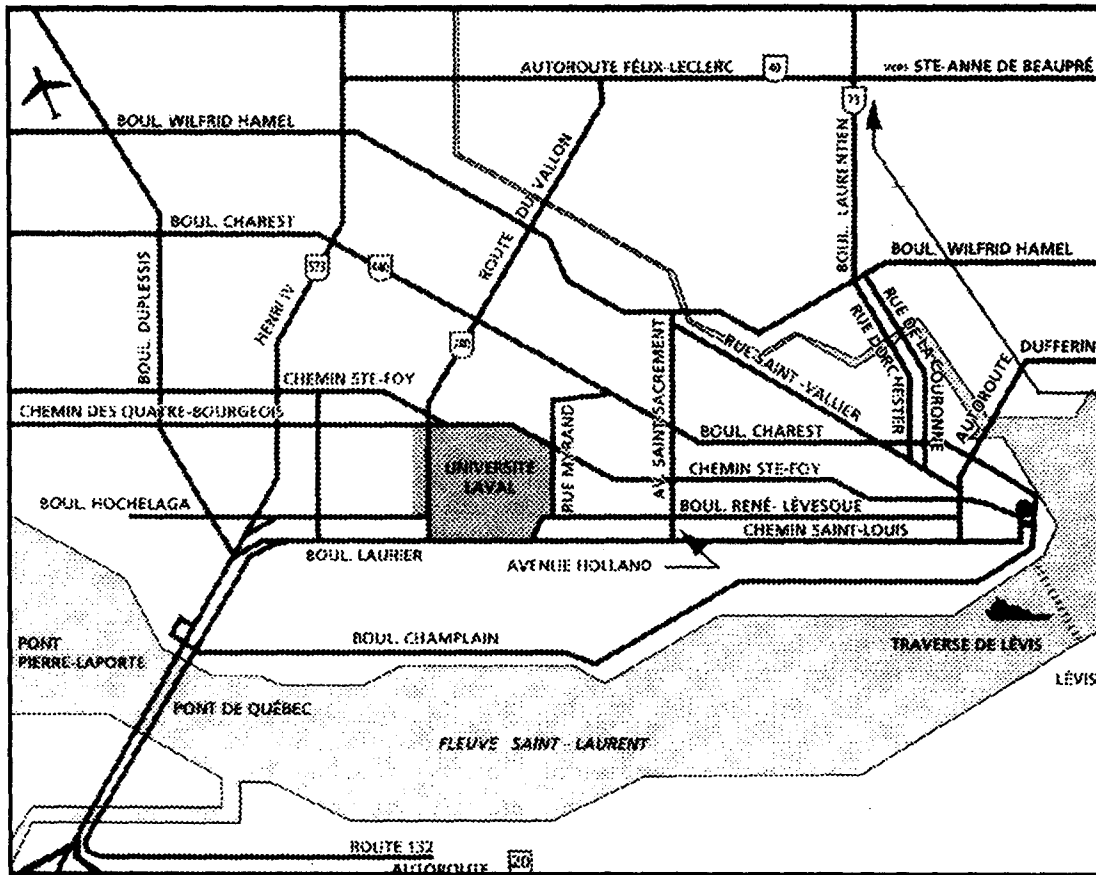 AUTOROUTE FÉLIX-LECLERC
40
VERS STE-ANNE DE BEAUPRÉ
73
BOUL. WILFRID HAMEL
BOUL. LAURENTIEN
ROUTE DU VALLON
BOUL. CHAREST
BOUL. WILFRID HAMEL
573
440
BOUL. DUPLESSIS
HENRI IV
RUE DE LA COURONNE
RUE DORCHESTER
DUFFERIN
AUTOROUTE
RUE SAINT-VALLIER
AV. SAINT-SACREMENT
CHEMIN STE-FOY
CHEMIN DES QUATRE-BOURGEOIS
RUE MYRAND
BOUL. CHAREST
UNIVERSITÉ
LAVAL
CHEMIN STE-FOY
BOUL. HOCHELAGA
BOUL. RENÉ-LÉVESQUE
CHEMIN SAINT-LOUIS
BOUL. LAURIER
AVENUE HOLLAND
BOUL. CHAMPLAIN
PONT
PIERRE-LAPORTE
TRAVERSE DE LÉVIS
LÉVIS
PONT DE QUÉBEC
FLEUVE SAINT-LAURENT
ROUTE 132
AUTOROUTE 20